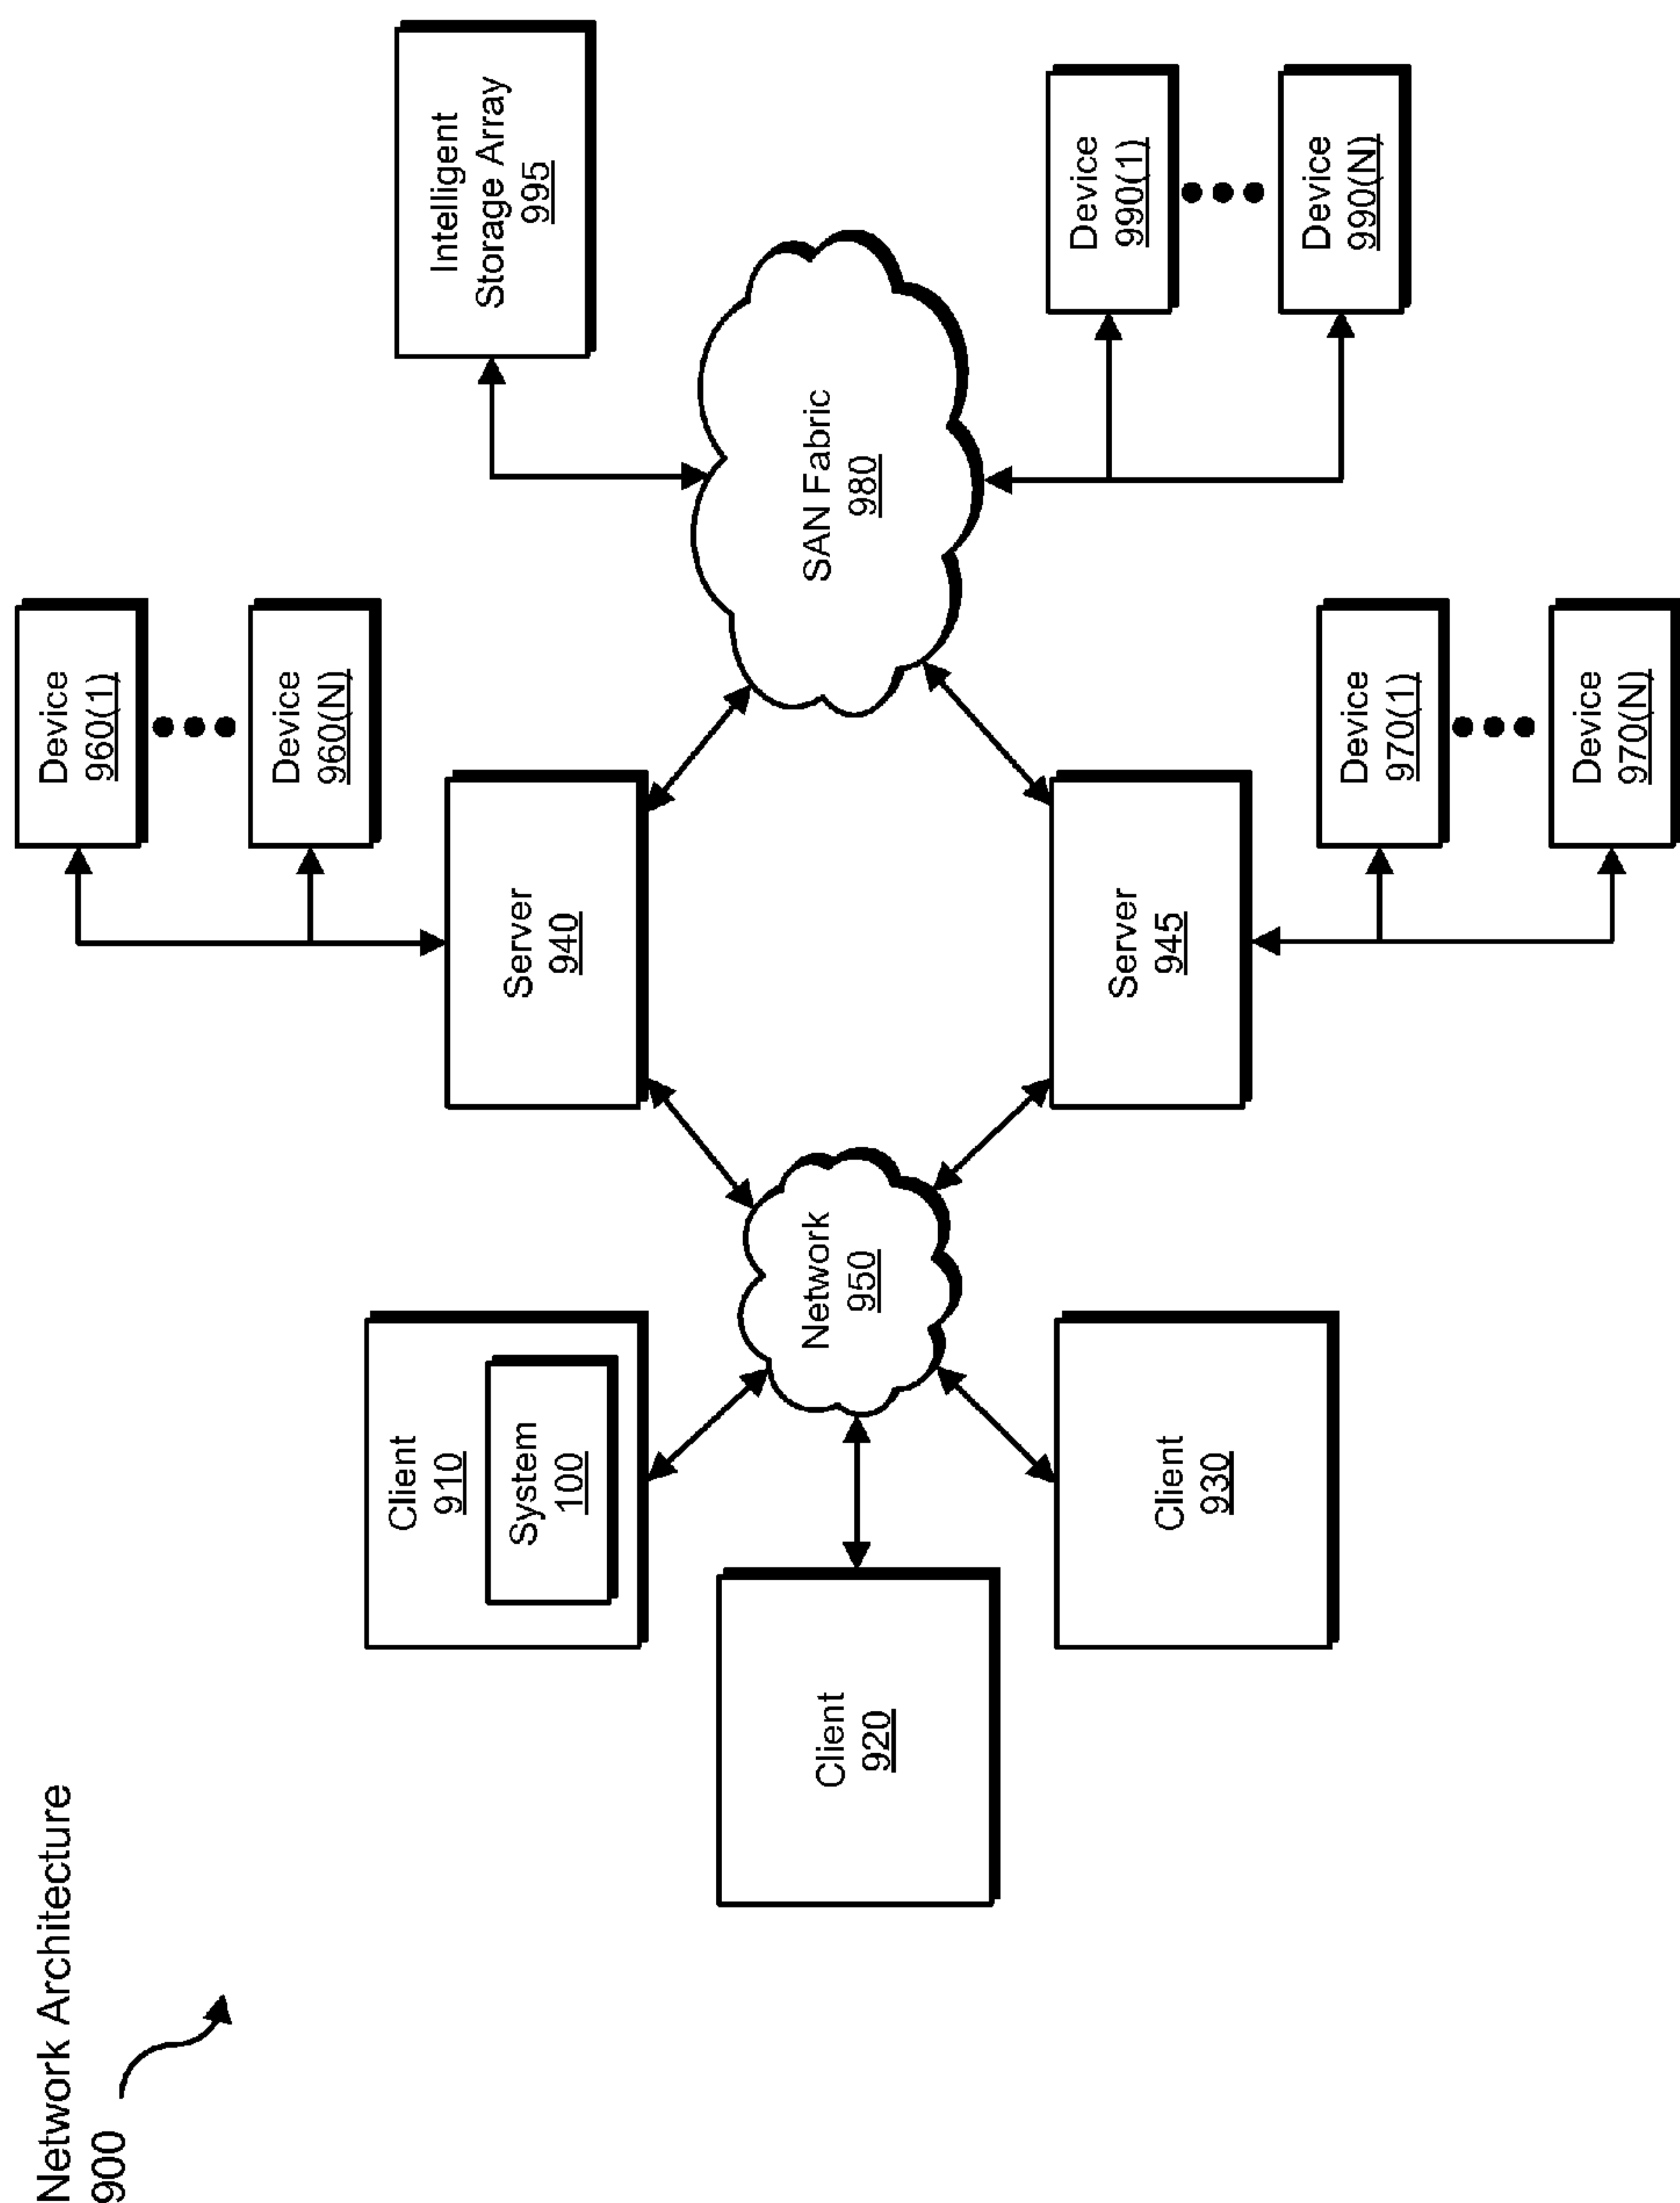 Network Architecture
900
Client
910
System
100
Client
920
Client
930
Network
950
Server
940
Server
945
Device
960(1)
Device
960(N)
Device
970(1)
Device
970(N)
SAN Fabric
980
Intelligent
Storage Array
995
Device
990(1)
Device
990(N)